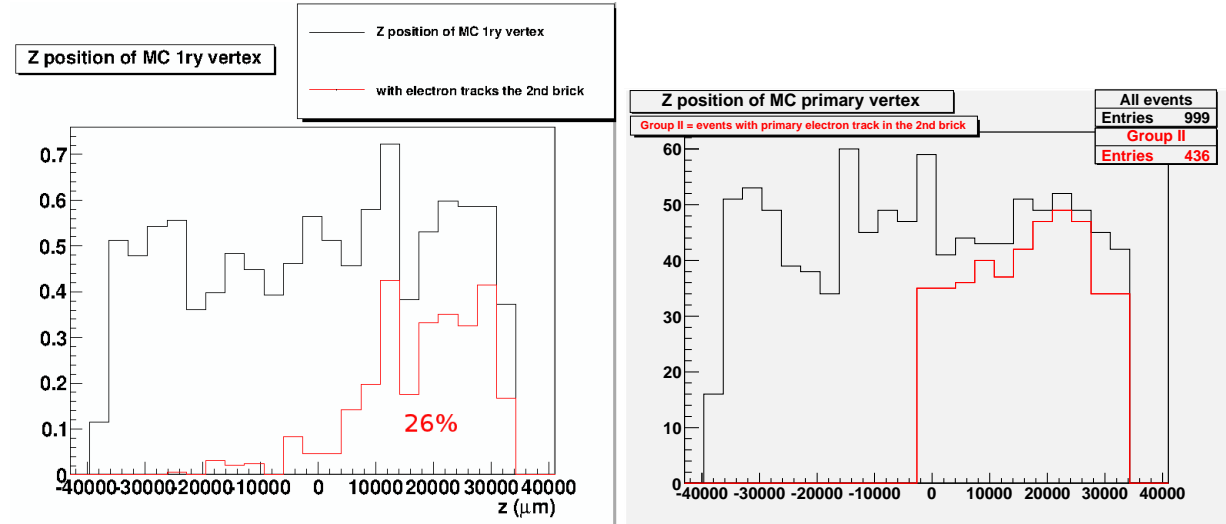 Z position of MC 1ry vertex
Z position of MC 1ry vertex
with electron tracks the 2nd brick
0.7
0.6
0.5
0.4
0.3
0.2
0.1
0
26%
-40000 -30000 -20000 -10000 0 10000 20000 30000 40000
z (μm)
Z position of MC primary vertex
Group II = events with primary electron track in the 2nd brick
All events
Entries 999
Group II
Entries 436
60
50
40
30
20
10
0
-40000 -30000 -20000 -10000 0 10000 20000 30000 40000